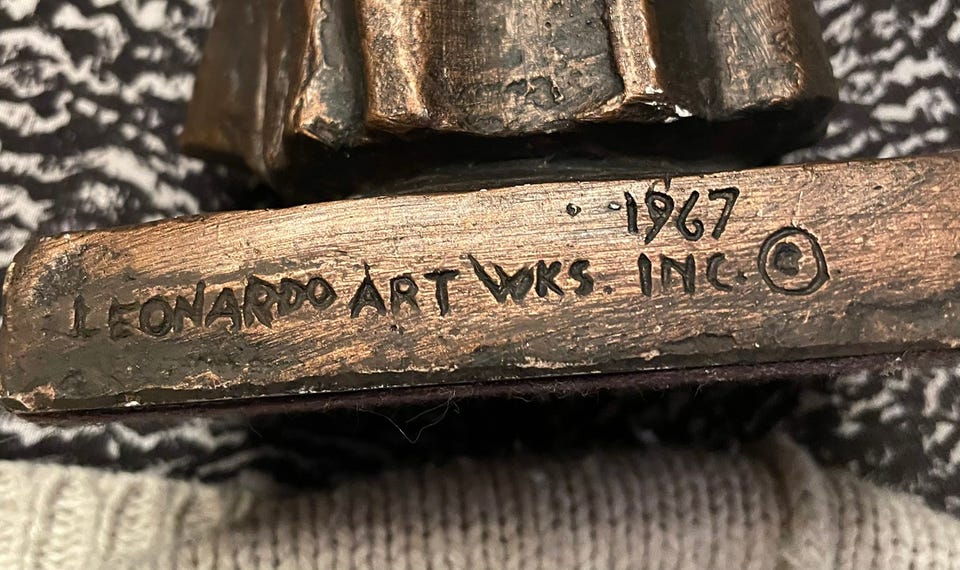 1967
LEONARDO ART WKS. INC. ©